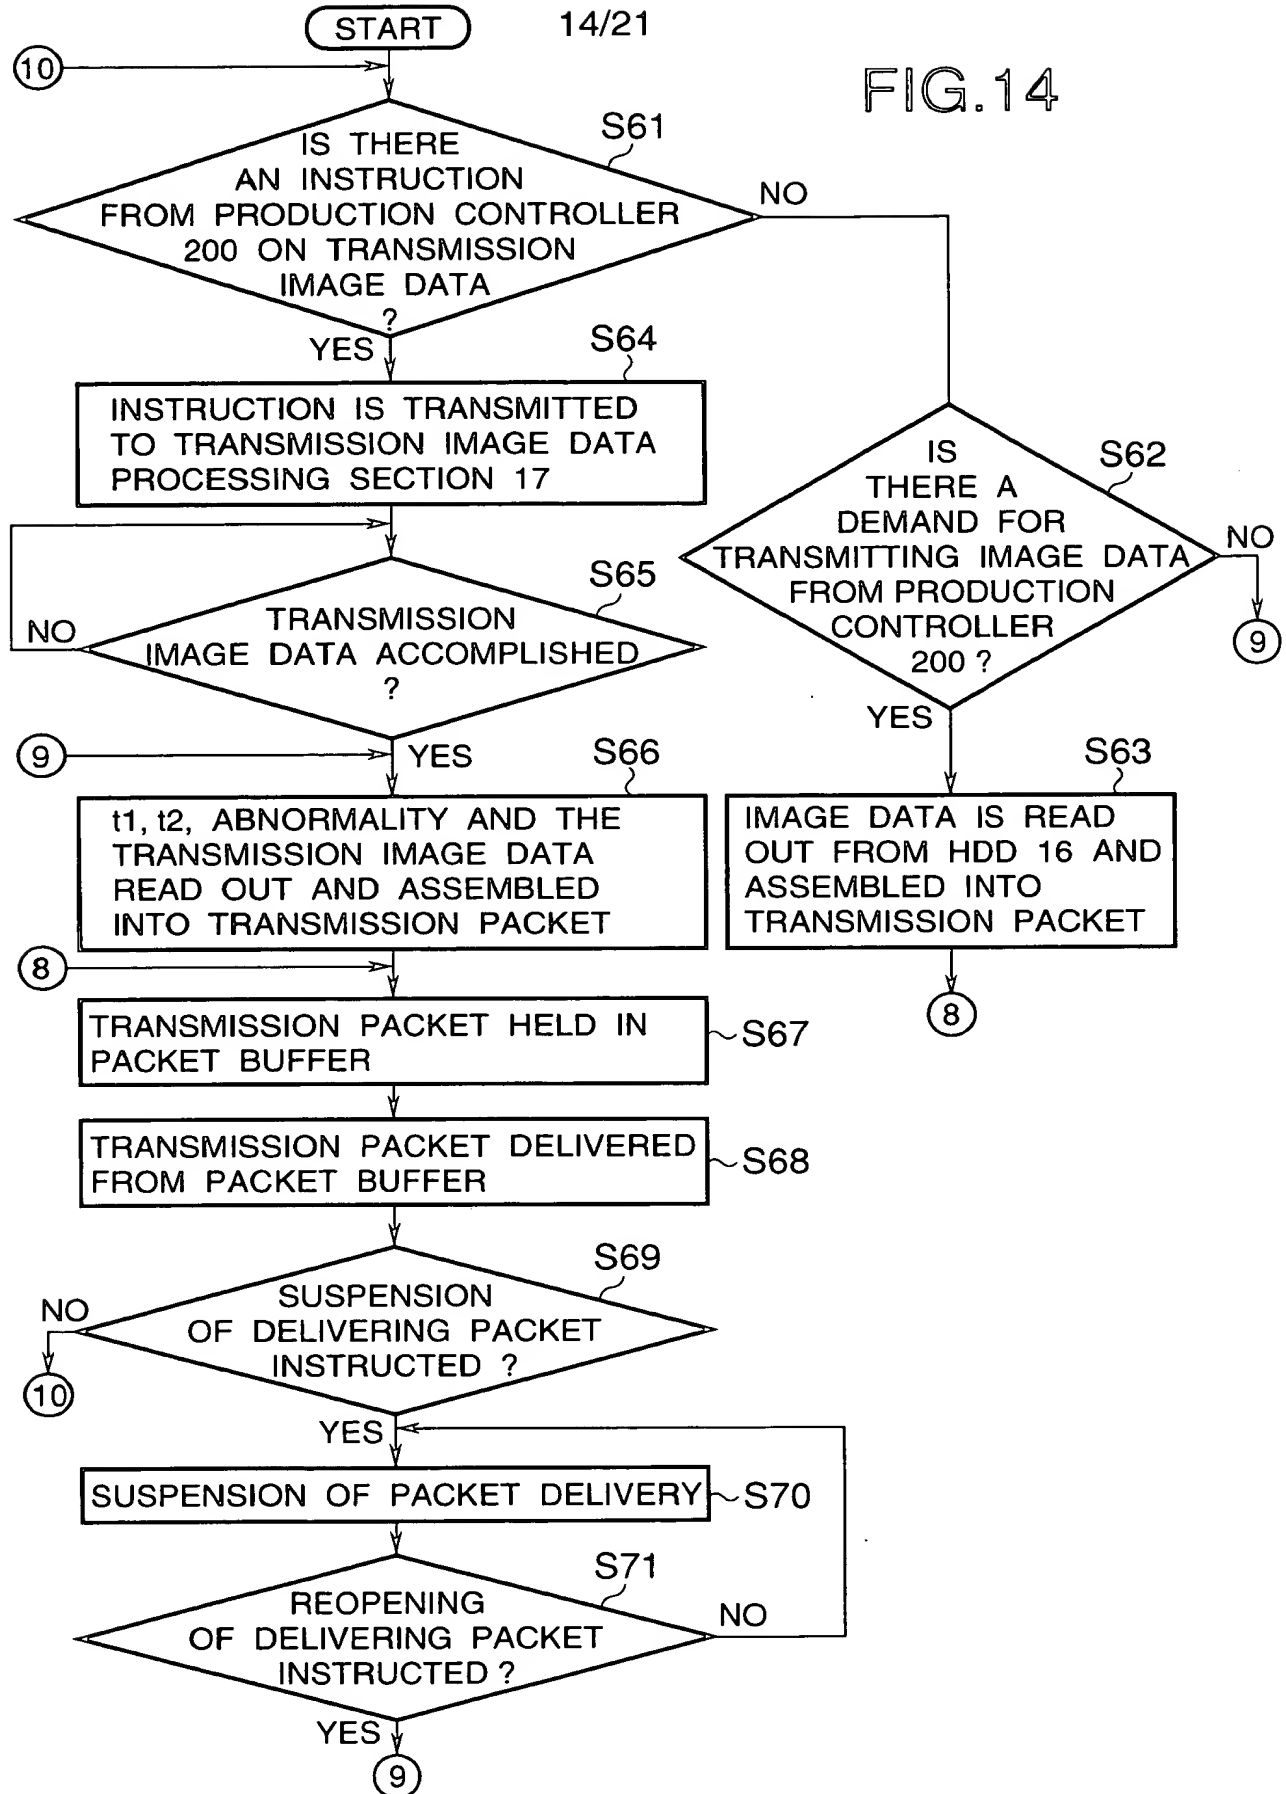 START
14/21
FIG.14
10
S61
IS THERE
AN INSTRUCTION
FROM PRODUCTION CONTROLLER
200 ON TRANSMISSION
IMAGE DATA
?
NO
YES
S64
INSTRUCTION IS TRANSMITTED
TO TRANSMISSION IMAGE DATA
PROCESSING SECTION 17
S62
IS
THERE A
DEMAND FOR
TRANSMITTING IMAGE DATA
FROM PRODUCTION
CONTROLLER
200 ?
NO
9
YES
S65
TRANSMISSION
IMAGE DATA ACCOMPLISHED
?
NO
YES
9
S66
t1, t2, ABNORMALITY AND THE
TRANSMISSION IMAGE DATA
READ OUT AND ASSEMBLED
INTO TRANSMISSION PACKET
S63
IMAGE DATA IS READ
OUT FROM HDD 16 AND
ASSEMBLED INTO
TRANSMISSION PACKET
8
8
TRANSMISSION PACKET HELD IN
PACKET BUFFER
S67
TRANSMISSION PACKET DELIVERED
FROM PACKET BUFFER
S68
S69
SUSPENSION
OF DELIVERING PACKET
INSTRUCTED ?
NO
10
YES
SUSPENSION OF PACKET DELIVERY
S70
S71
REOPENING
OF DELIVERING PACKET
INSTRUCTED ?
NO
YES
9